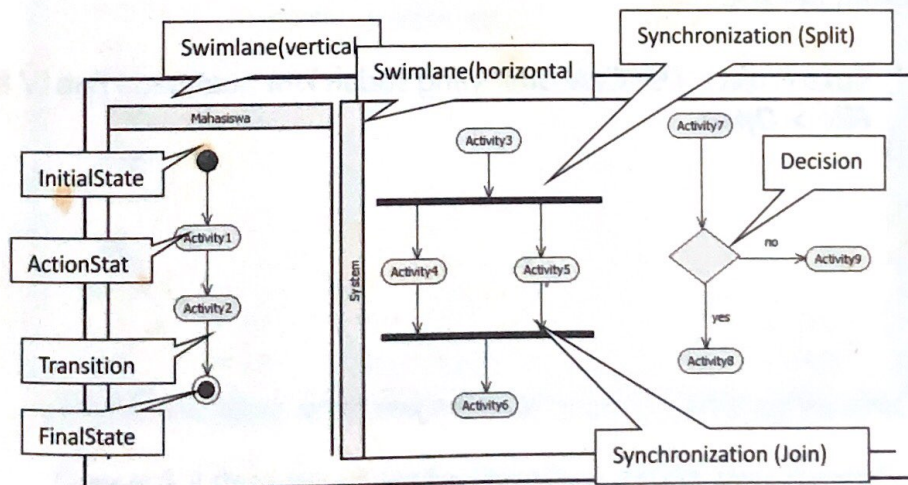 Swimlane(vertical
Swimlane(horizontal
Synchronization (Split)
Mahasiswa
InitialState
ActionStat
Activity1
Activity2
Transition
FinalState
System
Activity3
Activity4
Activity5
Activity6
Synchronization (Join)
Activity7
Decision
no
Activity9
yes
Activity8